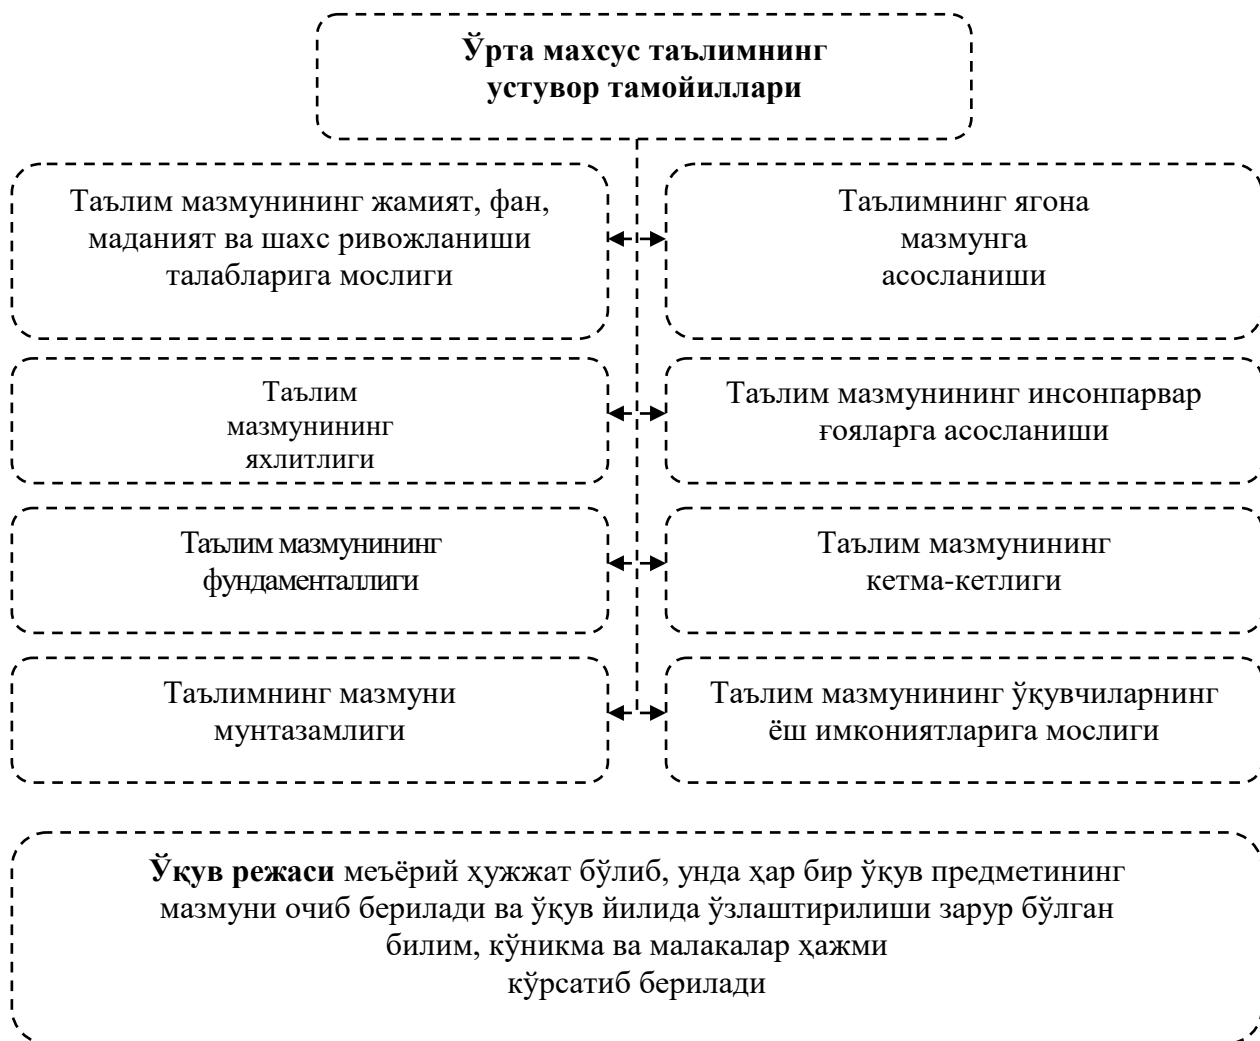 Ўрта махсус таълимнинг
устувор тамойиллари
Таълим мазмунининг жамият, фан,
маданият ва шахс ривожланиши
талабларига мослиги
Таълимнинг ягона
мазмунга
асосланиши
Таълим
мазмунининг
яхлитлиги
Таълим мазмунининг инсонпарвар
ғояларга асосланиши
Таълим мазмунининг
фундаменталлиги
Таълим мазмунининг
кетма-кетлиги
Таълимнинг мазмуни
мунтазамлиги
Таълим мазмунининг ўқувчиларнинг
ёш имкониятларига мослиги
Ўқув режаси меъёрий ҳужжат бўлиб, унда ҳар бир ўқув предметининг
мазмуни очиб берилади ва ўқув йилида ўзлаштирилиши зарур бўлган
билим, кўникма ва малакалар ҳажми
кўрсатиб берилади